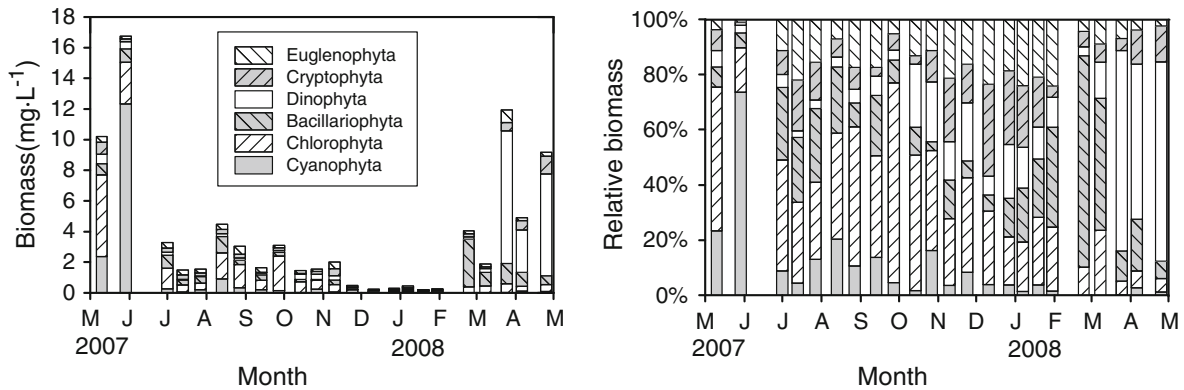 18
16
14
12
10
8
6
4
2
0
Biomass(mg·L⁻¹)
Euglenophyta
Cryptophyta
Dinophyta
Bacillariophyta
Chlorophyta
Cyanophyta
M J J A S O N D J F M A M
2007 2008
Month
100%
80%
60%
40%
20%
0%
Relative biomass
M J J A S O N D J F M A M
2007 2008
Month